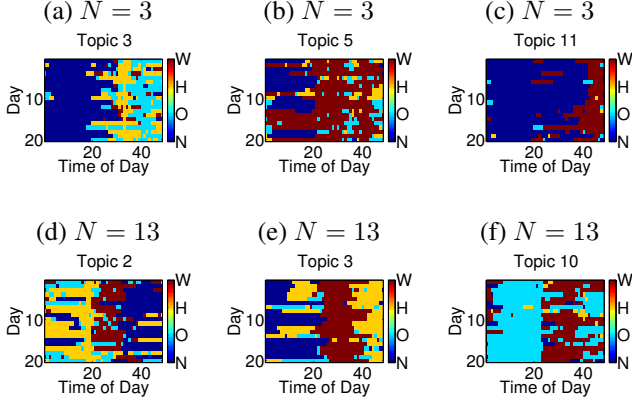 (a) N = 3
Topic 3
Day
10
20
20
40
Time of Day
W
H
O
N
(b) N = 3
Topic 5
10
20
20
40
Time of Day
W
H
O
N
(c) N = 3
Topic 11
10
20
20
40
Time of Day
W
H
O
N
(d) N = 13
Topic 2
Day
10
20
20
40
Time of Day
W
H
O
N
(e) N = 13
Topic 3
Day
10
20
20
40
Time of Day
W
H
O
N
(f) N = 13
Topic 10
Day
10
20
20
40
Time of Day
W
H
O
N